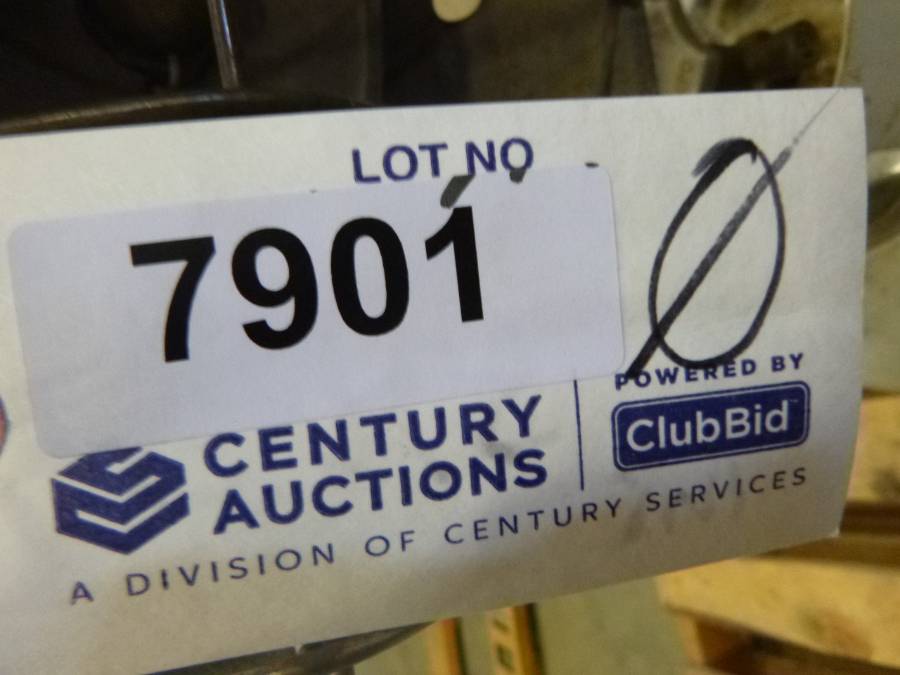 LOT NO
7901 Ø
POWERED BY
CENTURY
AUCTIONS
ClubBid
A DIVISION OF CENTURY SERVICES